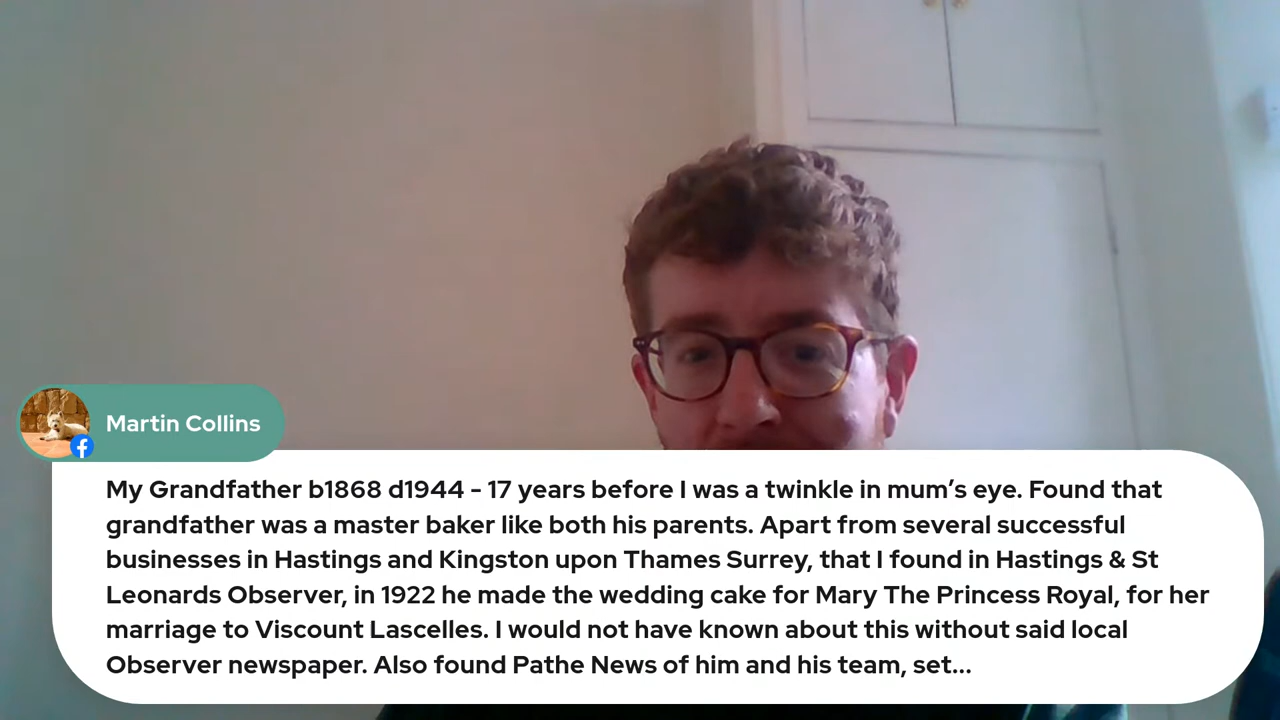 Martin Collins
My Grandfather b1868 d1944 - 17 years before I was a twinkle in mum’s eye. Found that
grandfather was a master baker like both his parents. Apart from several successful
businesses in Hastings and Kingston upon Thames Surrey, that I found in Hastings & St
Leonards Observer, in 1922 he made the wedding cake for Mary The Princess Royal, for her
marriage to Viscount Lascelles. I would not have known about this without said local
Observer newspaper. Also found Pathe News of him and his team, set...